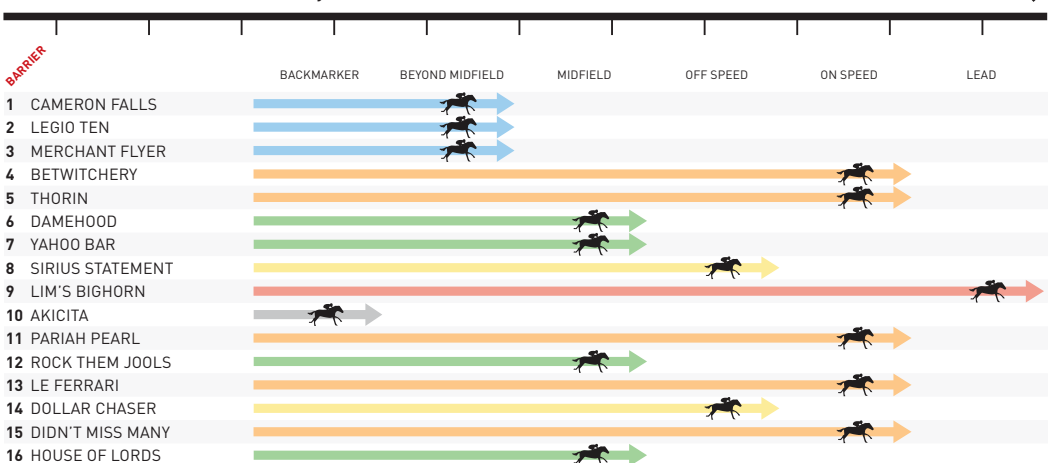 BARRIER
BACKMARKER BEYOND MIDFIELD MIDFIELD OFF SPEED ON SPEED LEAD
1 CAMERON FALLS
2 LEGIO TEN
3 MERCHANT FLYER
4 BETWITCHERY
5 THORIN
6 DAMEHOOD
7 YAHOO BAR
8 SIRIUS STATEMENT
9 LIM'S BIGHORN
10 AKICITA
11 PARIAH PEARL
12 ROCK THEM JOOLS
13 LE FERRARI
14 DOLLAR CHASER
15 DIDN'T MISS MANY
16 HOUSE OF LORDS